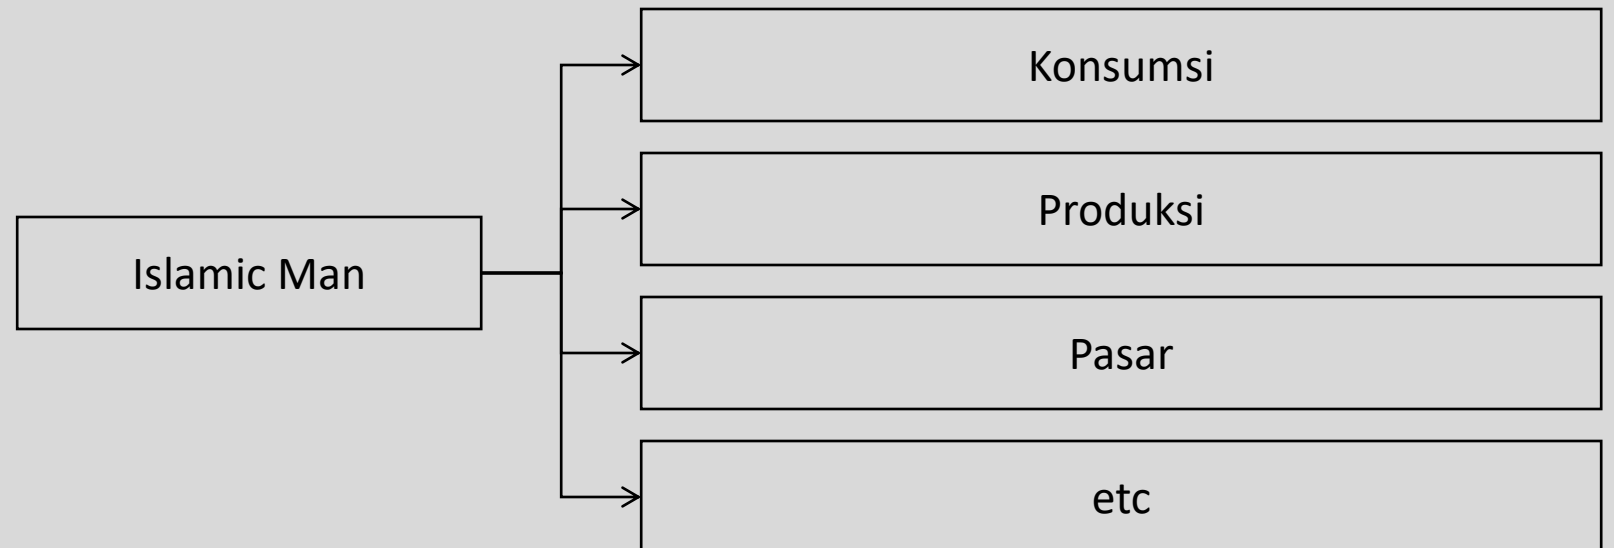 Konsumsi
Produksi
Islamic Man
Pasar
etc